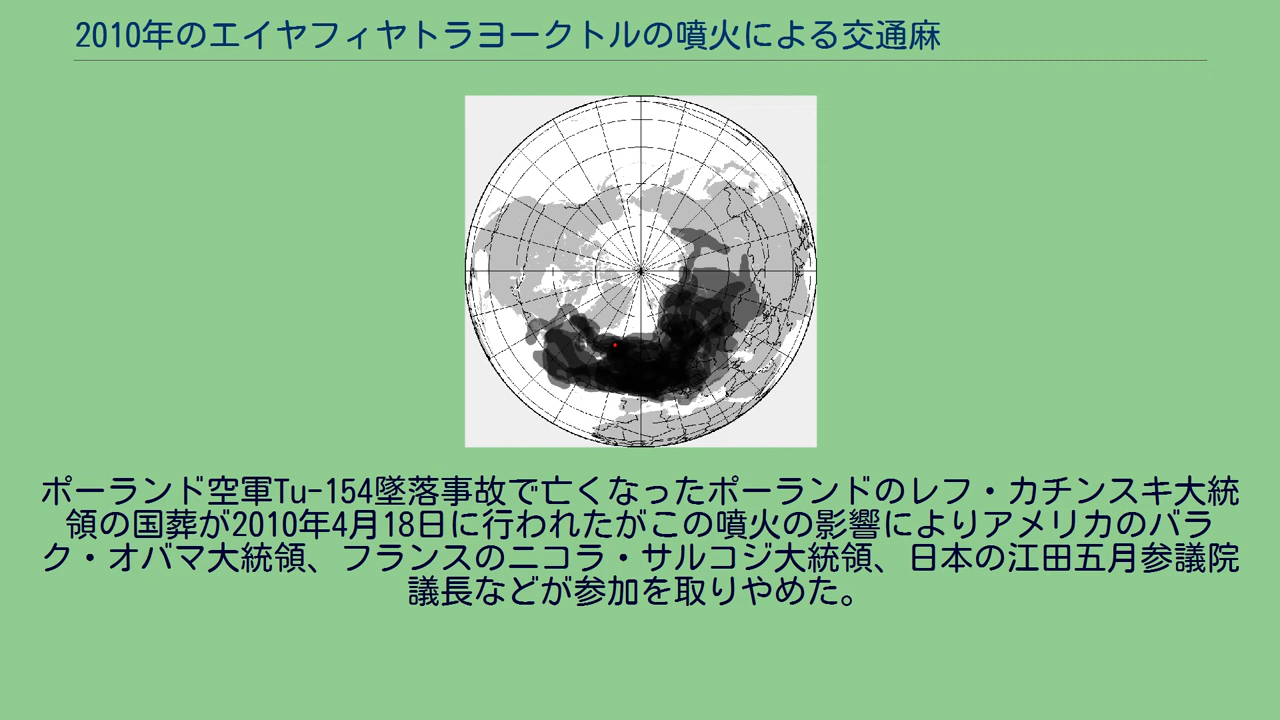 2010年のエイヤフィヤトラヨークトルの噴火による交通麻
ポーランド空軍Tu-154墜落事故で亡くなったポーランドのレフ・カチンスキ大統
領の国葬が2010年4月18日に行われたがこの噴火の影響によりアメリカのバラ
ク・オバマ大統領、フランスのニコラ・サルコジ大統領、日本の江田五月参議院
議長などが参加を取りやめた。